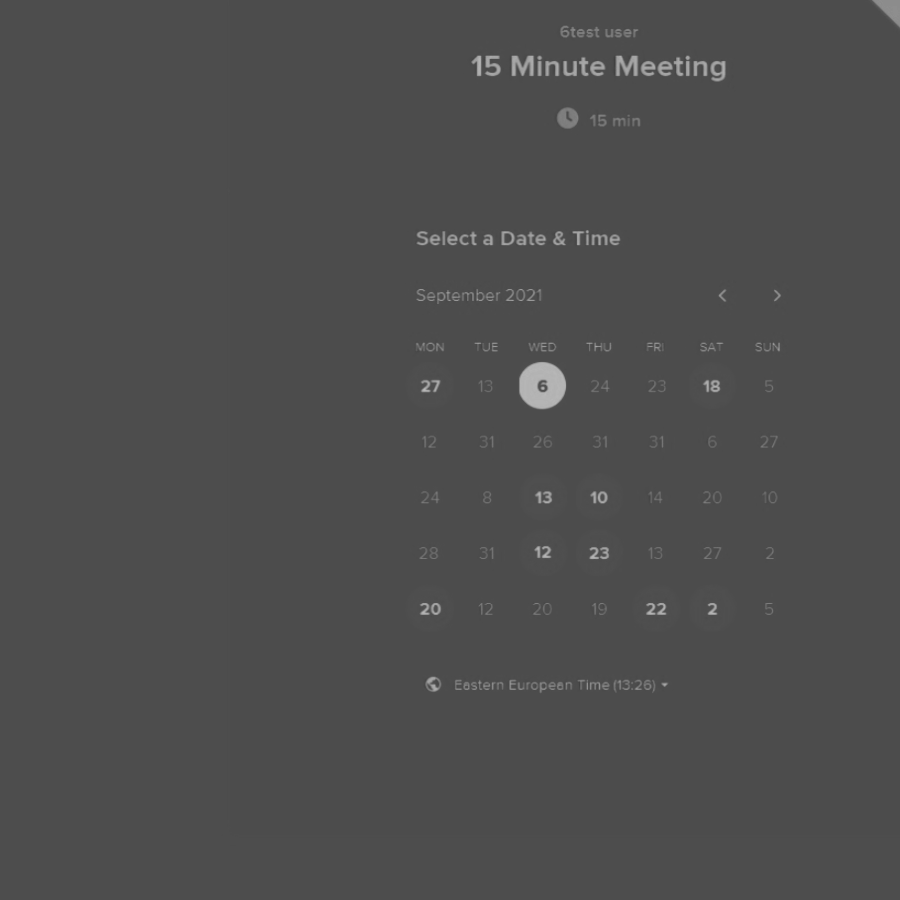 6test user
15 Minute Meeting
15 min
Select a Date & Time
September 2021
MON TUE WED THU FRI SAT SUN
27 13 6 24 23 18 5
12 31 26 31 31 6 27
24 8 13 10 14 20 10
28 31 12 23 13 27 2
20 12 20 19 22 2 5
Eastern European Time (13:26)